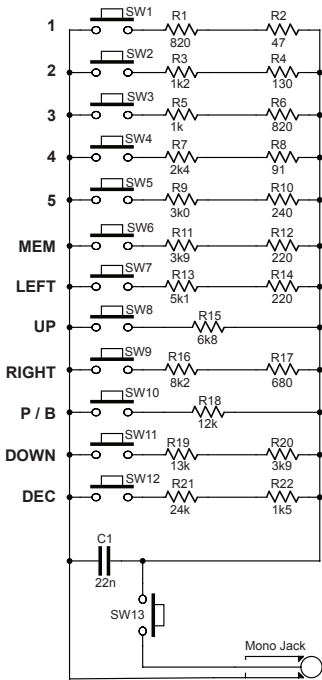 1 SW1 R1 820 R2 47
2 SW2 R3 1k2 R4 130
3 SW3 R5 1k R6 820
4 SW4 R7 2k4 R8 91
5 SW5 R9 3k0 R10 240
MEM SW6 R11 3k9 R12 220
LEFT SW7 R13 5k1 R14 220
UP SW8 R15 6k8
RIGHT SW9 R16 8k2 R17 680
P / B SW10 R18 12k
DOWN SW11 R19 13k R20 3k9
DEC SW12 R21 24k R22 1k5
C1
22n
SW13
Mono Jack